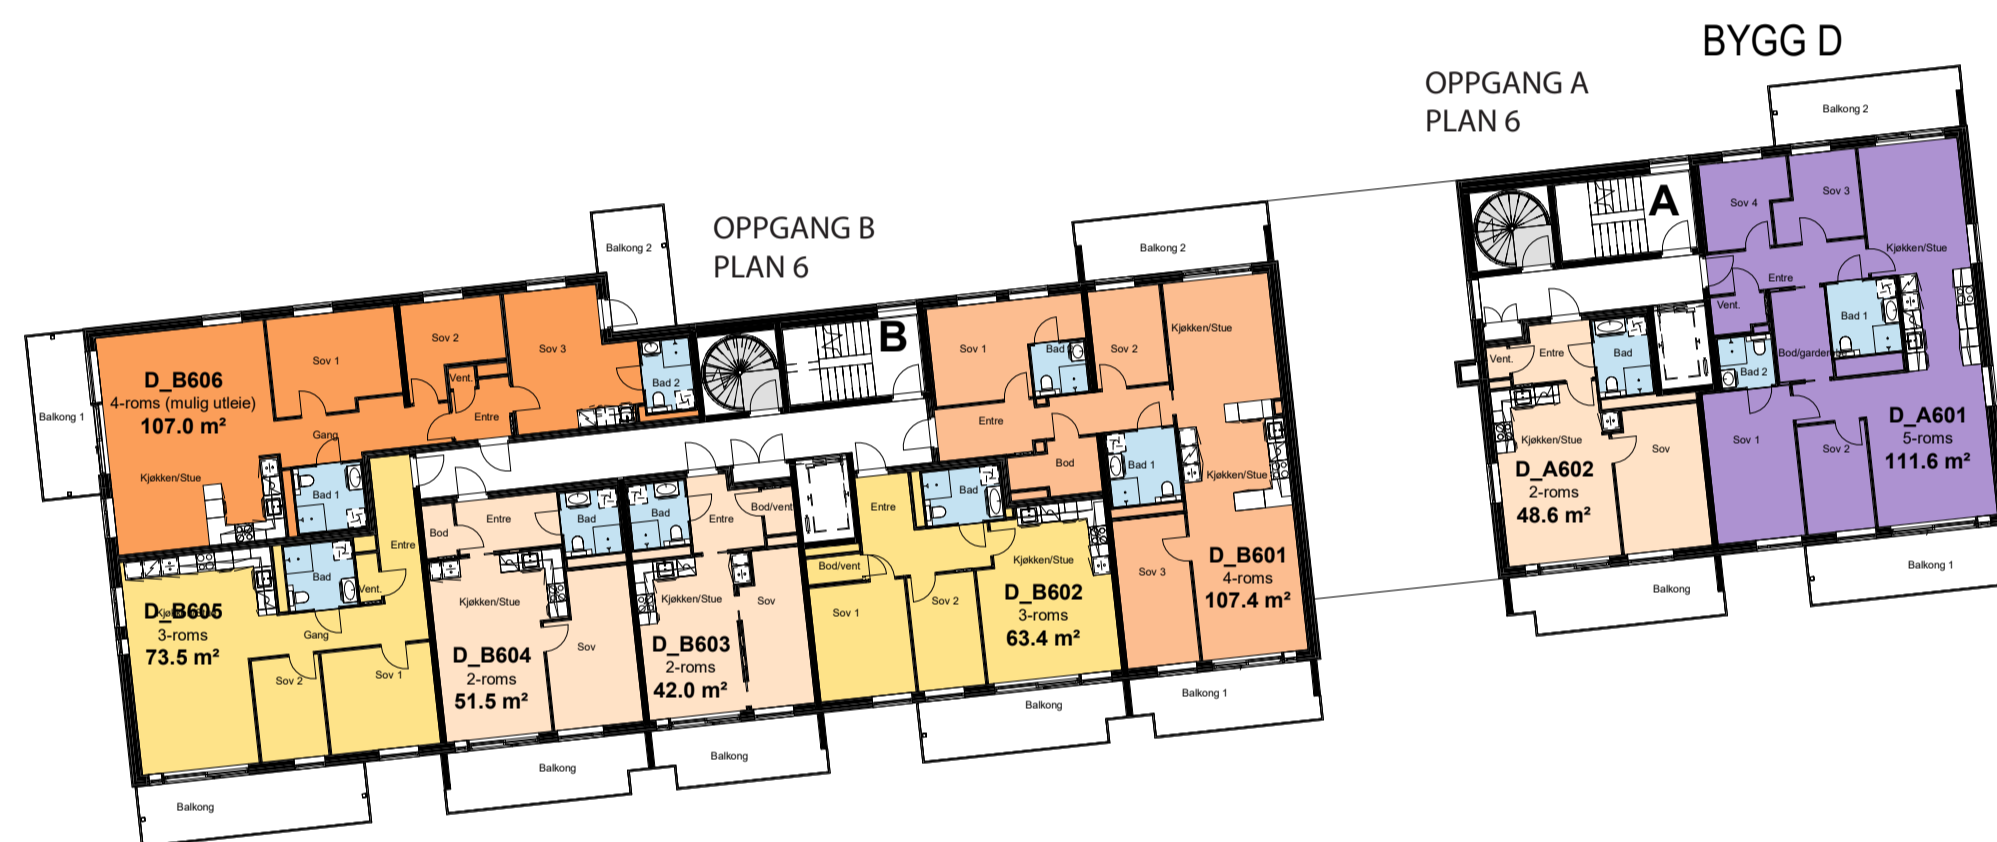 BYGG D
OPPGANG A
PLAN 6
OPPGANG B
PLAN 6
Balkong 2
Sov 4
Sov 3
A
Kjøkken/Stue
Entre
Vent.
Bad 1
Bad 2
Bod/garderobe
Sov 1
Sov 2
D_A601
5-roms
111.6 m²
Balkong 1
Vent.
Entre
Bad
Kjøkken/Stue
Sov
D_A602
2-roms
48.6 m²
Balkong
Balkong 2
Sov 1
Bad
Sov 2
Kjøkken/Stue
Entre
Bod
Bad 1
Kjøkken/Stue
Sov 3
D_B601
4-roms
107.4 m²
Balkong 1
B
Entre
Bad
Bod/vent
Kjøkken/Stue
Sov 1
Sov 2
D_B602
3-roms
63.4 m²
Balkong
Bad
Entre
Bod/vent
Kjøkken/Stue
Sov
D_B603
2-roms
42.0 m²
Balkong
Bod
Entre
Bad
Kjøkken/Stue
Sov
D_B604
2-roms
51.5 m²
Balkong
Entre
Bad
Vent.
D_B605
3-roms
73.5 m²
Gang
Sov 2
Sov 1
Balkong
Balkong 2
Balkong 1
Sov 1
Sov 2
Sov 3
Vent.
Bad 2
Entre
D_B606
4-roms (mulig utleie)
107.0 m²
Gang
Kjøkken/Stue
Bad 1